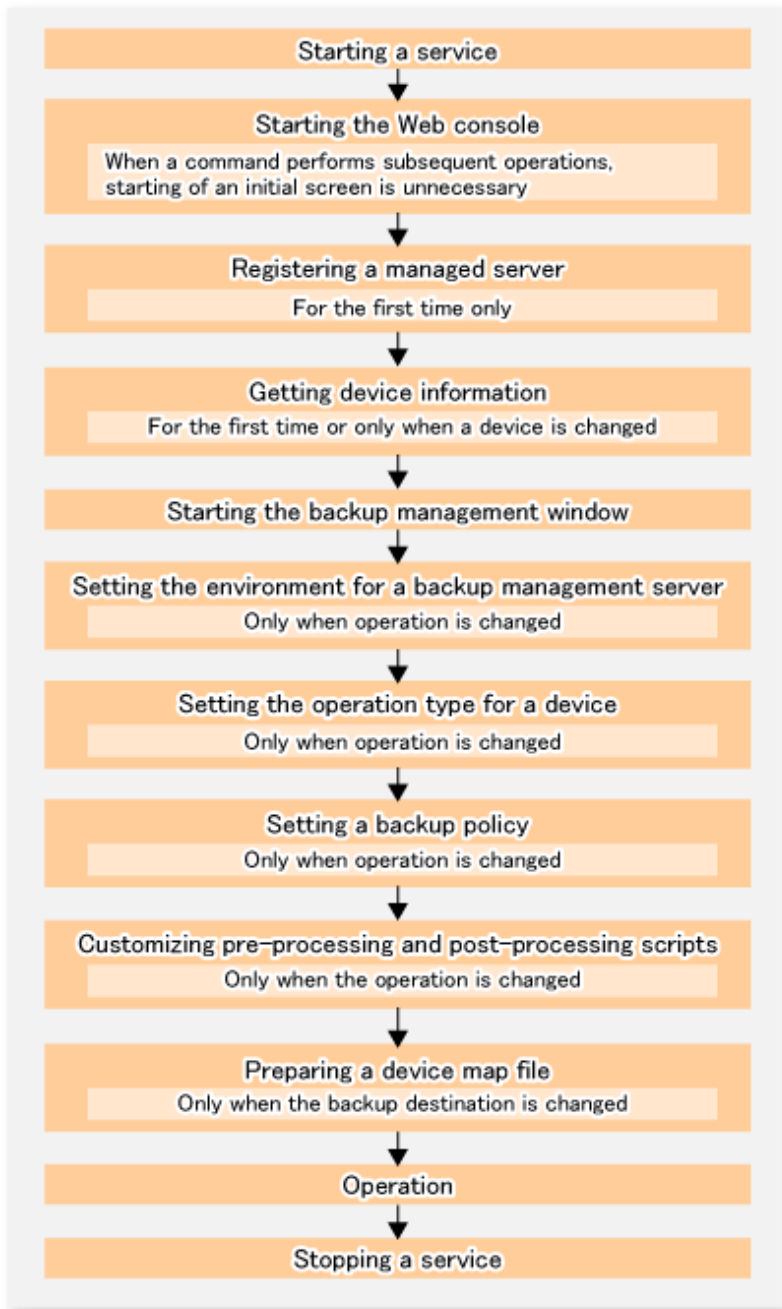 Starting a service
Starting the Web console
When a command performs subsequent operations,
starting of an initial screen is unnecessary
Registering a managed server
For the first time only
Getting device information
For the first time or only when a device is changed
Starting the backup management window
Setting the environment for a backup management server
Only when operation is changed
Setting the operation type for a device
Only when operation is changed
Setting a backup policy
Only when operation is changed
Customizing pre-processing and post-processing scripts
Only when the operation is changed
Preparing a device map file
Only when the backup destination is changed
Operation
Stopping a service